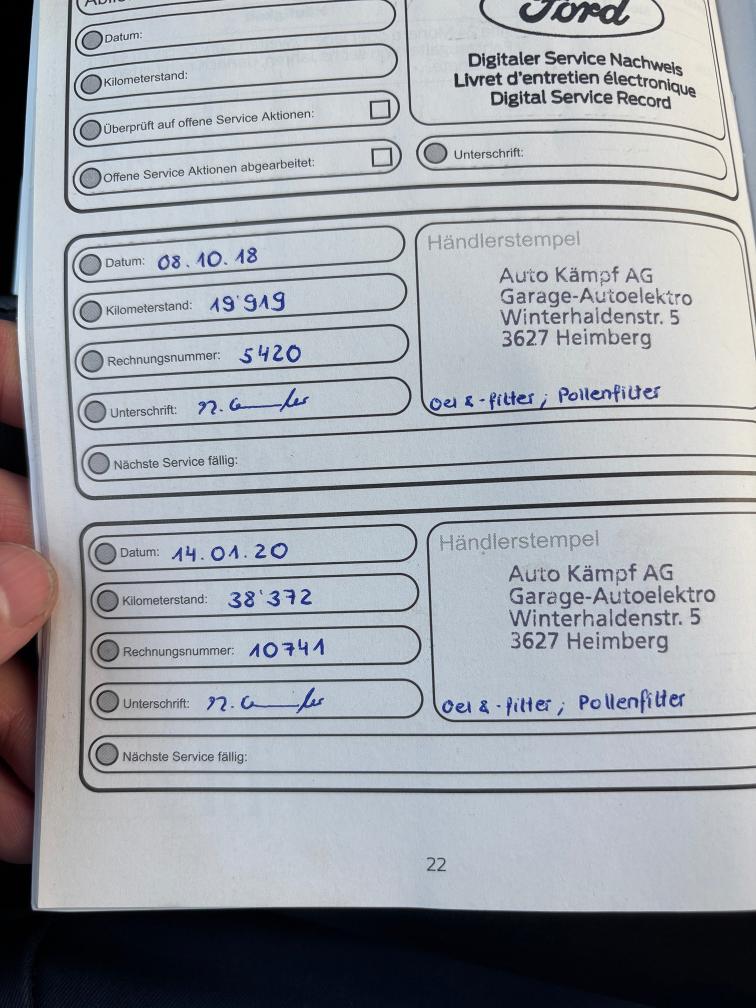 Datum:
Kilometerstand:
Überprüft auf offene Service Aktionen:
Offene Service Aktionen abgearbeitet:
Ford
Digitaler Service Nachweis
Livret d'entretien électronique
Digital Service Record
Unterschrift:
Datum: 08.10.18
Kilometerstand: 19'919
Rechnungsnummer: 5420
Unterschrift:
Nächste Service fällig:
Händlerstempel
Auto Kämpf AG
Garage-Autoelektro
Winterhaldenstr. 5
3627 Heimberg
Oel & -filter ; Pollenfilter
Datum: 14.01.20
Kilometerstand: 38'372
Rechnungsnummer: 10741
Unterschrift:
Nächste Service fällig:
Händlerstempel
Auto Kämpf AG
Garage-Autoelektro
Winterhaldenstr. 5
3627 Heimberg
Oel & -filter ; Pollenfilter
22